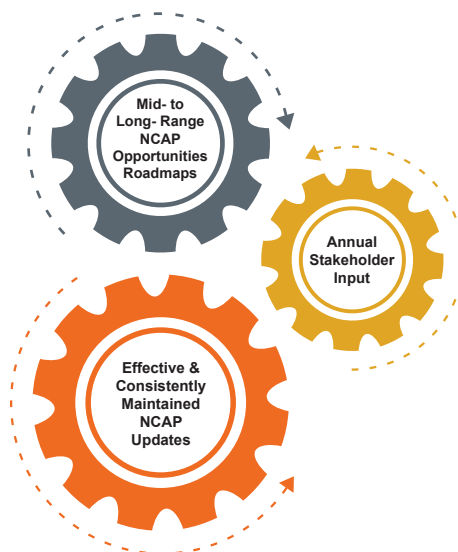 Mid- to
Long- Range
NCAP
Opportunities
Roadmaps
Annual
Stakeholder
Input
Effective &
Consistently
Maintained
NCAP
Updates